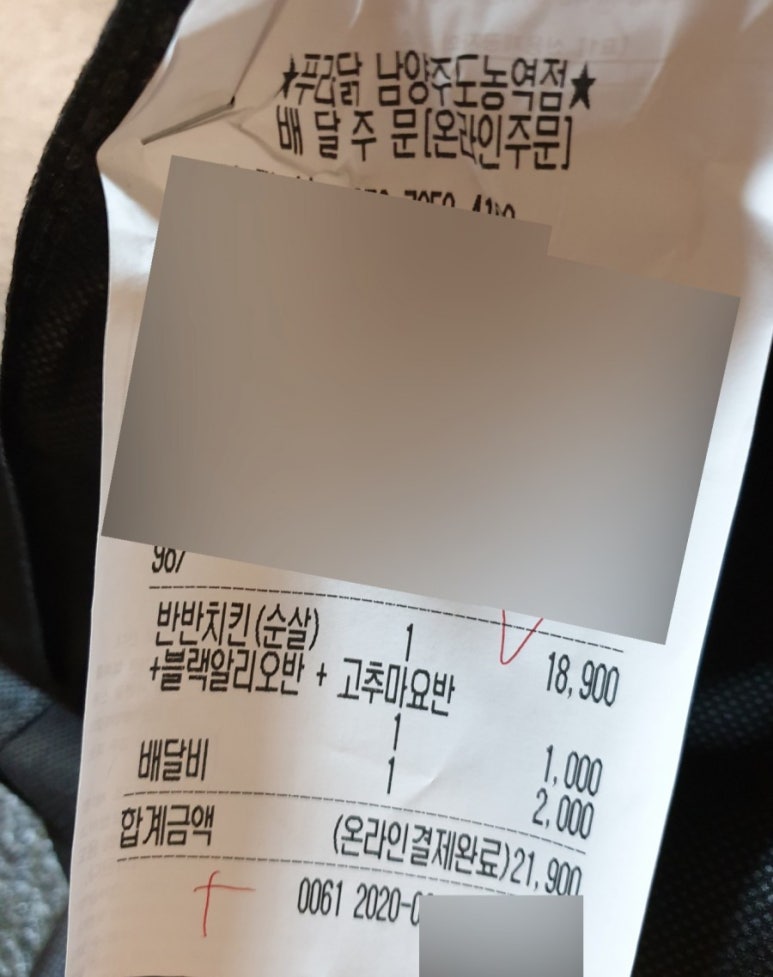 ★푸라닭 남양주도농역점★
배 달 주 문[온라인주문]
987
반반치킨(순살) 1 18,900
+블랙알리오반 + 고추마요반
1 1,000
배달비 1 2,000
합계금액 (온라인결제완료)21,900
0061 2020-0